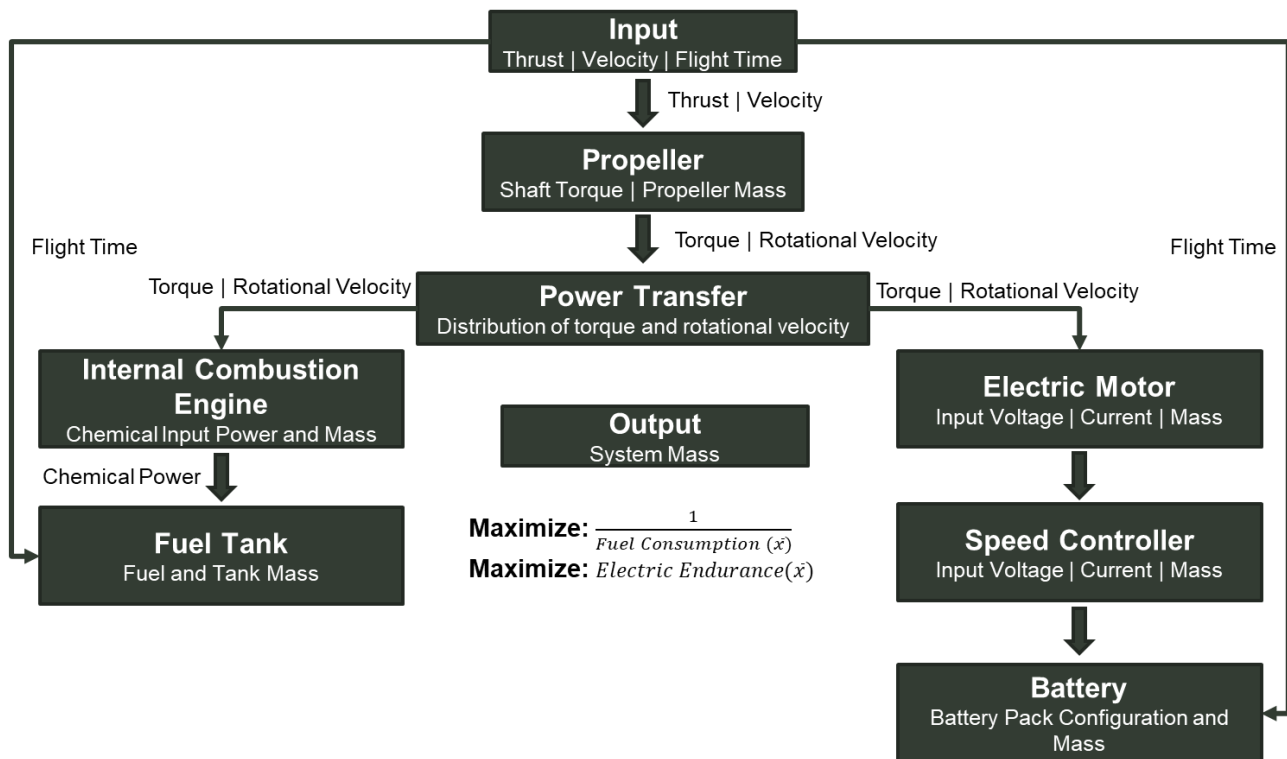 Input
Thrust | Velocity | Flight Time
Thrust | Velocity
Propeller
Shaft Torque | Propeller Mass
Flight Time
Torque | Rotational Velocity
Flight Time
Torque | Rotational Velocity
Power Transfer
Distribution of torque and rotational velocity
Torque | Rotational Velocity
Internal Combustion
Engine
Chemical Input Power and Mass
Electric Motor
Input Voltage | Current | Mass
Output
System Mass
Chemical Power
Fuel Tank
Fuel and Tank Mass
Maximize: 1 / Fuel Consumption (ẋ)
Maximize: Electric Endurance(ẋ)
Speed Controller
Input Voltage | Current | Mass
Battery
Battery Pack Configuration and
Mass